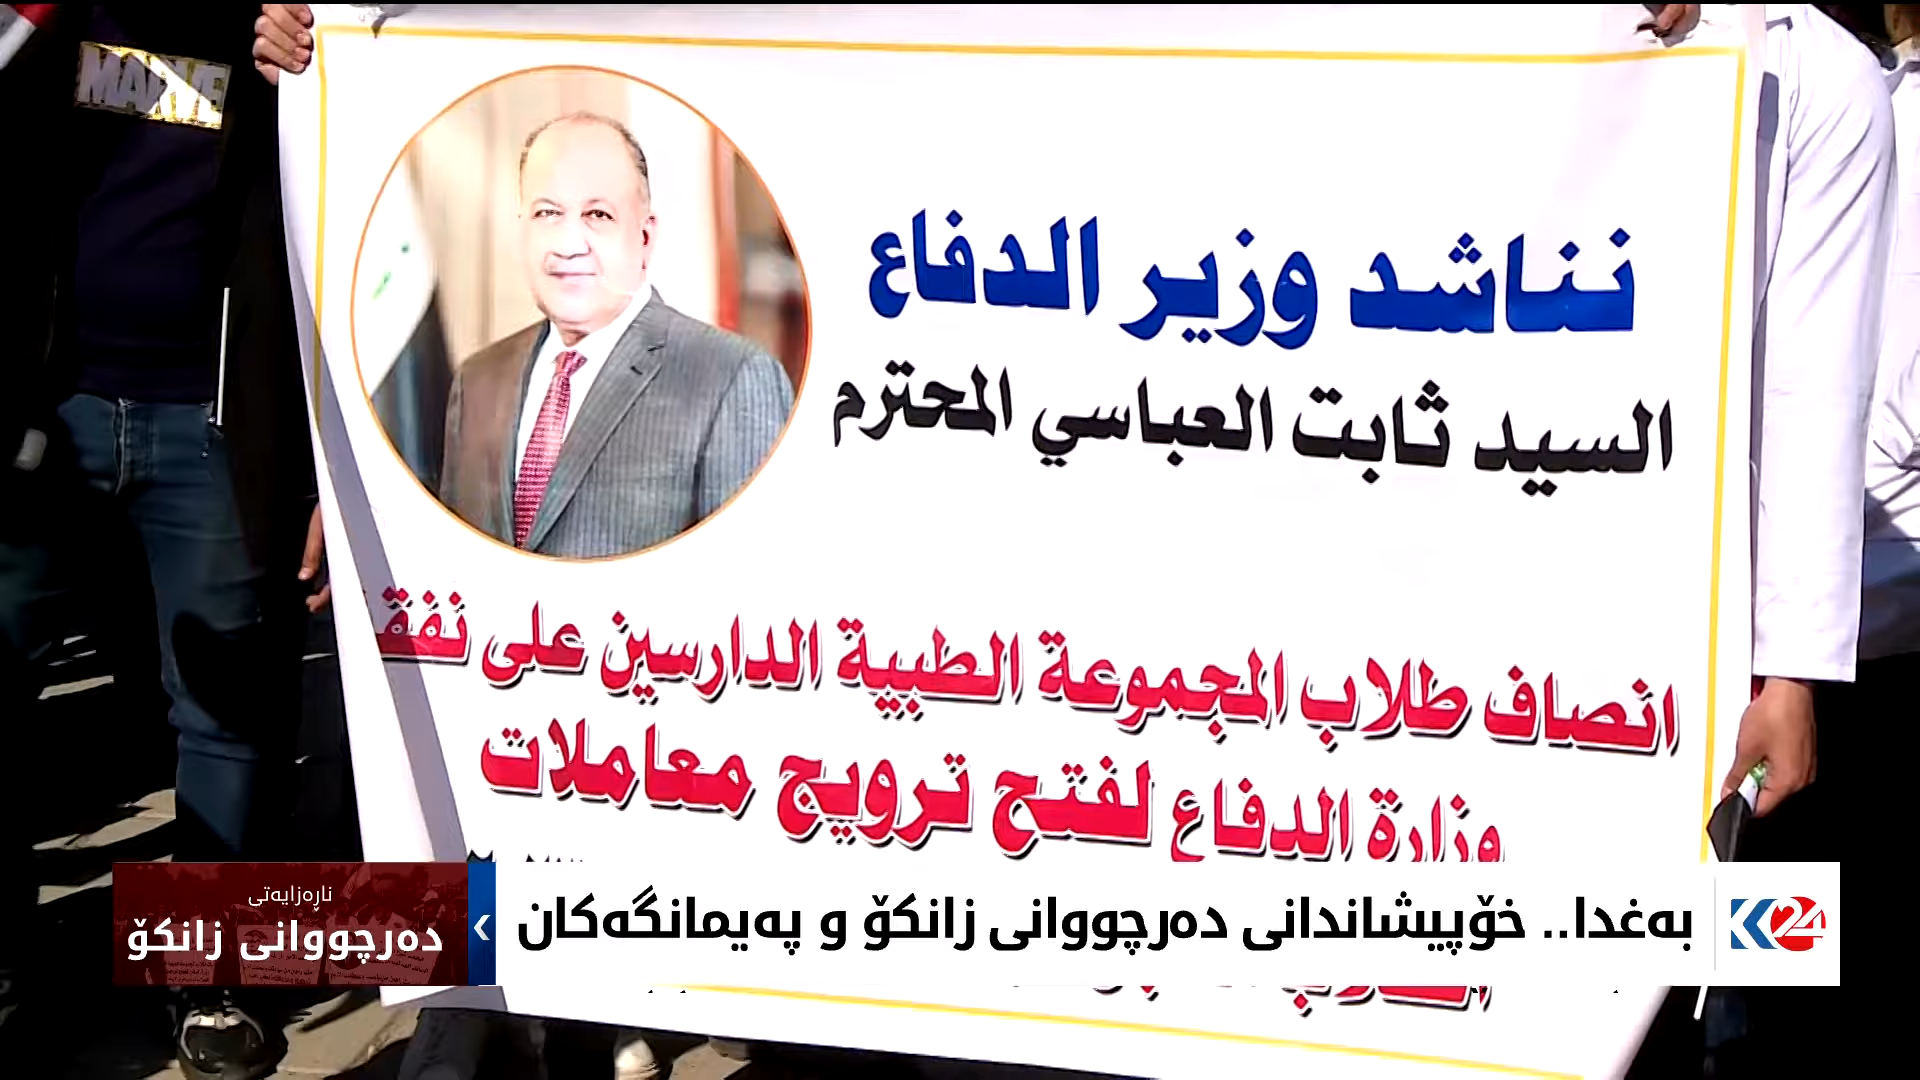 MARVE
نناشد وزير الدفاع
السيد ثابت العباسي المحترم
انصاف طلاب المجموعة الطبية الدارسين على نفقة
وزارة الدفاع لفتح ترويج معاملات
K24
بەغدا.. خۆپیشاندانی دەرچووانی زانکۆ و پەیمانگەکان
ناڕەزایەتی
دەرچووانی زانکۆ